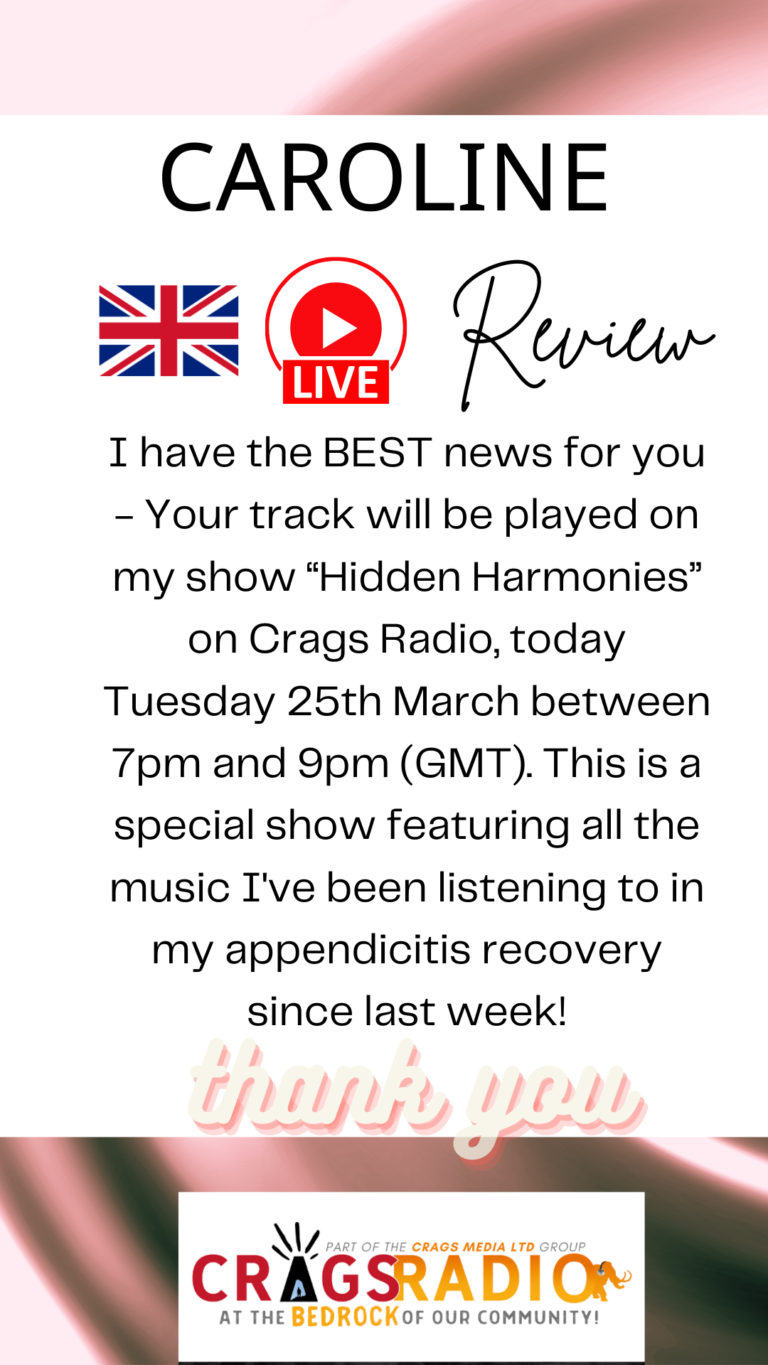 CAROLINE
LIVE
Review
I have the BEST news for you
– Your track will be played on
my show “Hidden Harmonies”
on Crags Radio, today
Tuesday 25th March between
7pm and 9pm (GMT). This is a
special show featuring all the
music I've been listening to in
my appendicitis recovery
since last week!
thank you
PART OF THE CRAGS MEDIA LTD GROUP
CRAGS RADIO
AT THE BEDROCK OF OUR COMMUNITY!